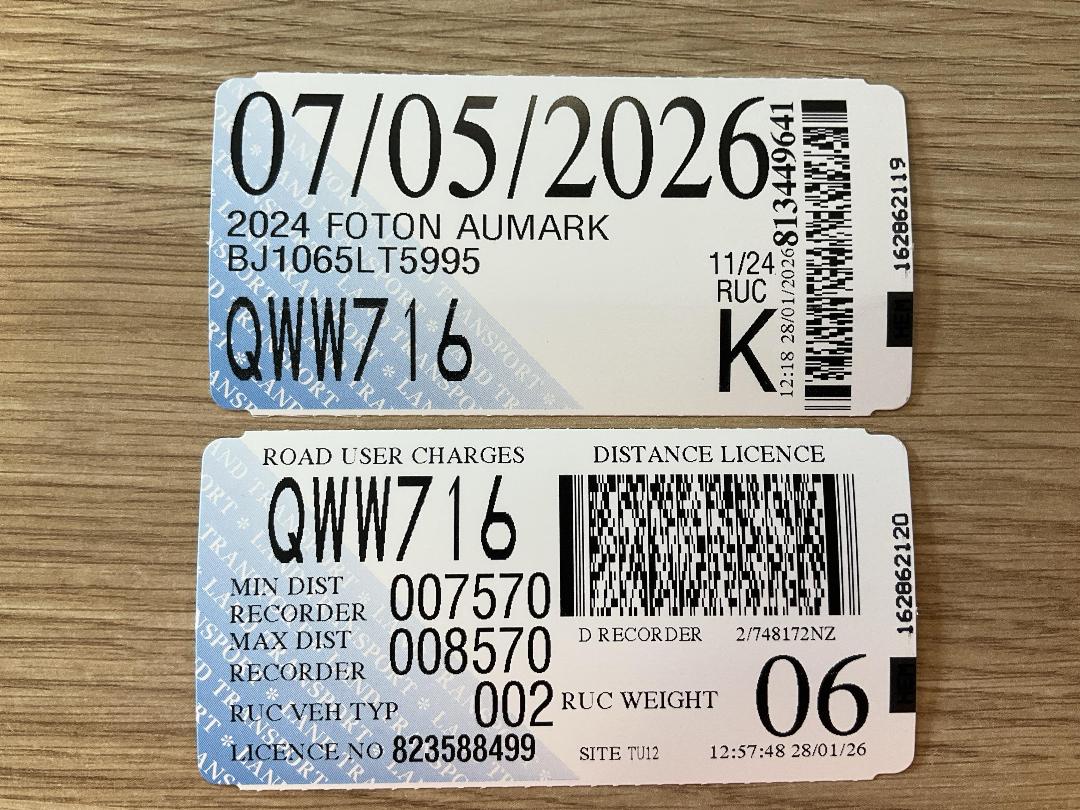 07/05/2026
2024 FOTON AUMARK
BJ1065LT5995
QWW716
11/24
RUC
K
12:18 28/01/2026 813449641
162862119
ROAD USER CHARGES
DISTANCE LICENCE
QWW716
MIN DIST
RECORDER 007570
MAX DIST
RECORDER 008570
D RECORDER 2/748172NZ
RUC VEH TYP 002
RUC WEIGHT 06
LICENCE NO 823588499
SITE TU12 12:57:48 28/01/26
162862120